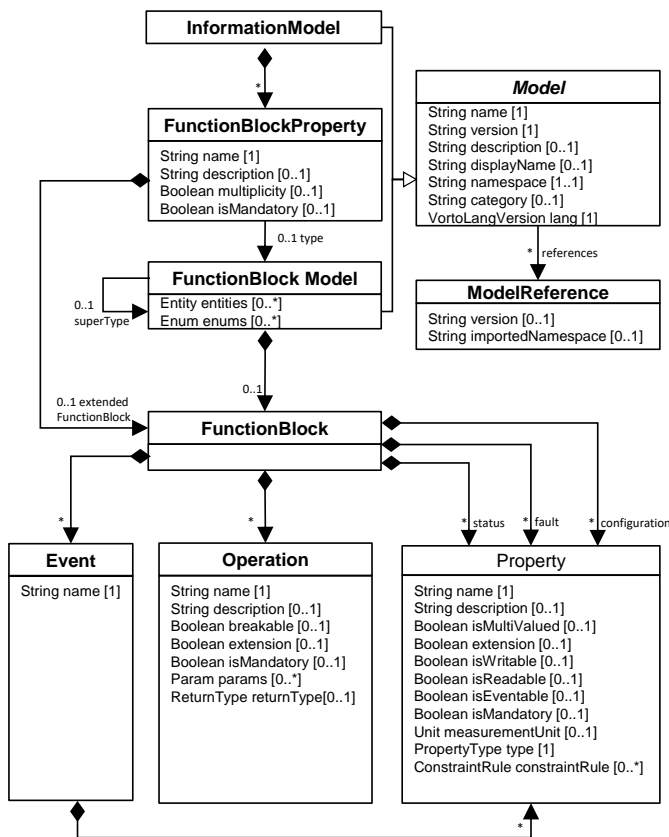 InformationModel
*
Model
String name [1]
String version [1]
String description [0..1]
String displayName [0..1]
String namespace [1..1]
String category [0..1]
VortoLangVersion lang [1]
FunctionBlockProperty
String name [1]
String description [0..1]
Boolean multiplicity [0..1]
Boolean isMandatory [0..1]
0..1 type
* references
FunctionBlock Model
Entity entities [0..*]
Enum enums [0..*]
0..1
superType
ModelReference
String version [0..1]
String importedNamespace [0..1]
0..1
0..1 extended
FunctionBlock
FunctionBlock
*
*
* status
* fault
* configuration
Event
String name [1]
Operation
String name [1]
String description [0..1]
Boolean breakable [0..1]
Boolean extension [0..1]
Boolean isMandatory [0..1]
Param params [0..*]
ReturnType returnType[0..1]
Property
String name [1]
String description [0..1]
Boolean isMultiValued [0..1]
Boolean extension [0..1]
Boolean isWritable [0..1]
Boolean isReadable [0..1]
Boolean isEventable [0..1]
Boolean isMandatory [0..1]
Unit measurementUnit [0..1]
PropertyType type [1]
ConstraintRule constraintRule [0..*]
*